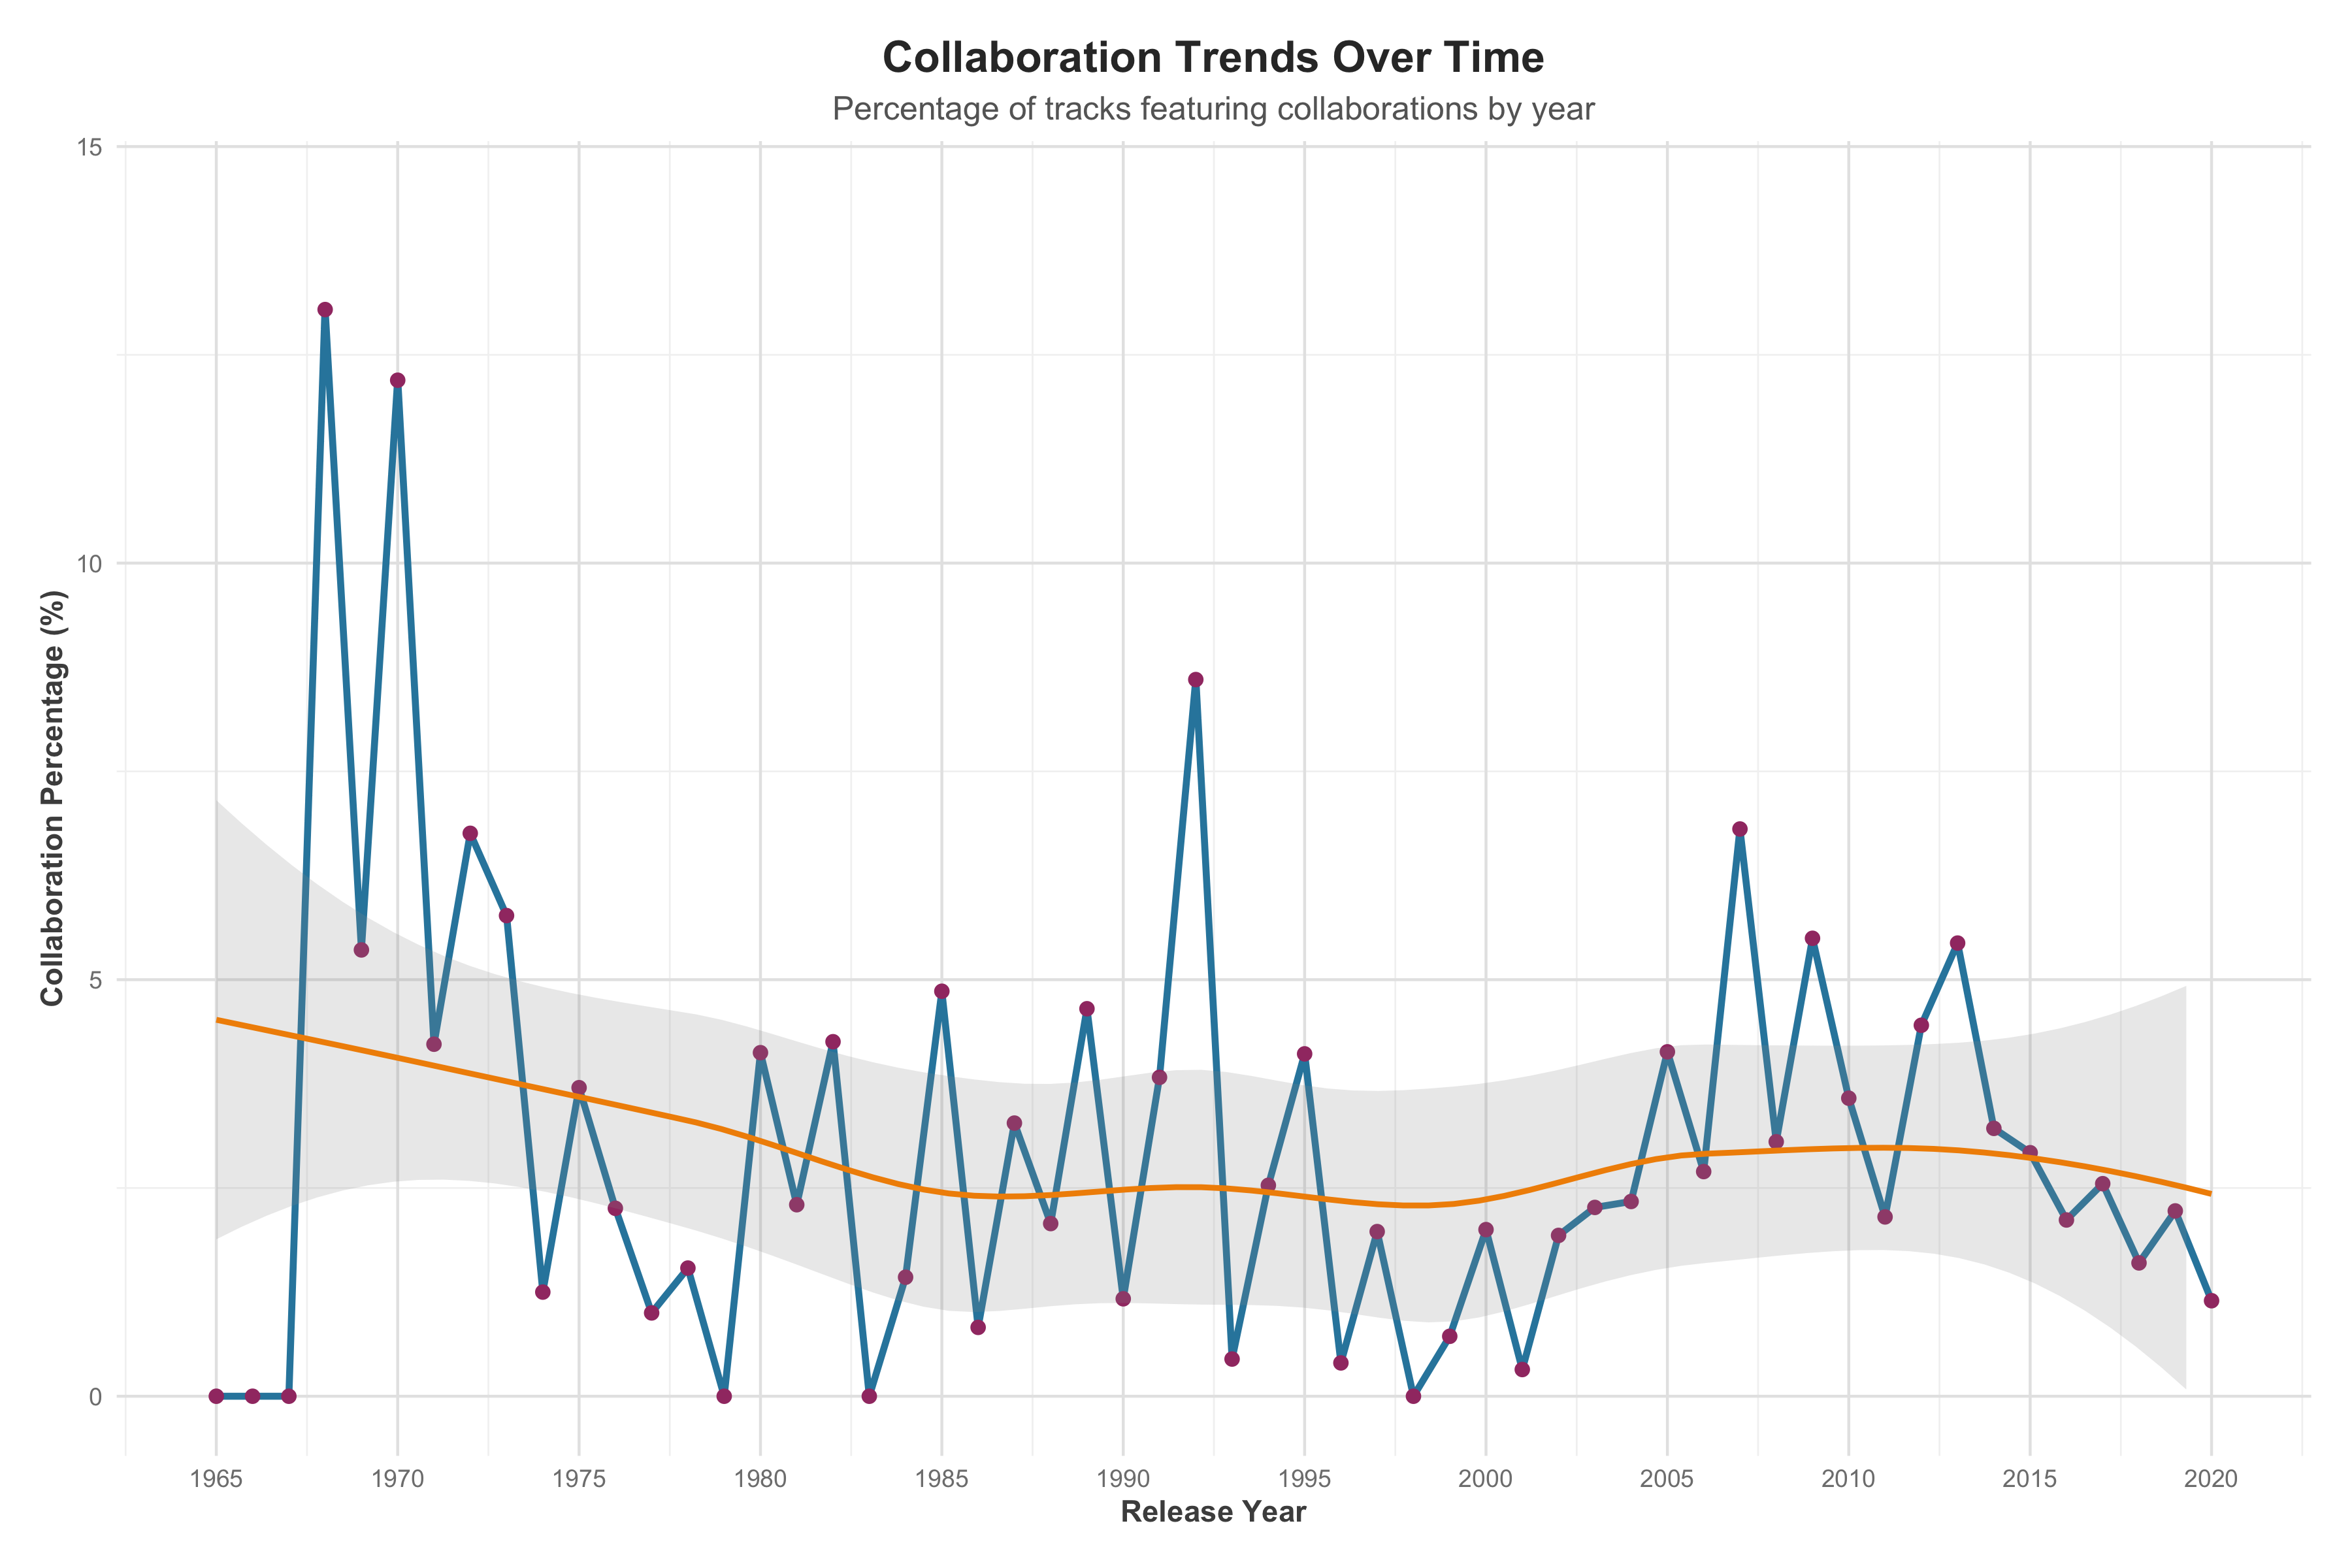 Collaboration Trends Over Time
Percentage of tracks featuring collaborations by year
15
10
5
0
Collaboration Percentage (%)
1965 1970 1975 1980 1985 1990 1995 2000 2005 2010 2015 2020
Release Year